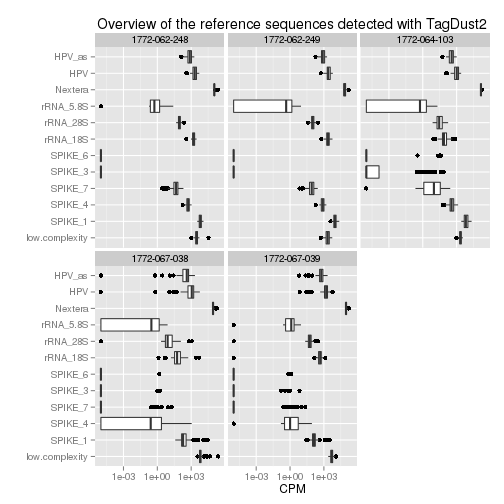 Overview of the reference sequences detected with TagDust2
1772-062-248 1772-062-249 1772-064-103
HPV_as
HPV
Nextera
rRNA_5.8S
rRNA_28S
rRNA_18S
SPIKE_6
SPIKE_3
SPIKE_7
SPIKE_4
SPIKE_1
low.complexity
1772-067-038 1772-067-039
HPV_as
HPV
Nextera
rRNA_5.8S
rRNA_28S
rRNA_18S
SPIKE_6
SPIKE_3
SPIKE_7
SPIKE_4
SPIKE_1
low.complexity
1e-03 1e+00 1e+03 1e-03 1e+00 1e+03
CPM